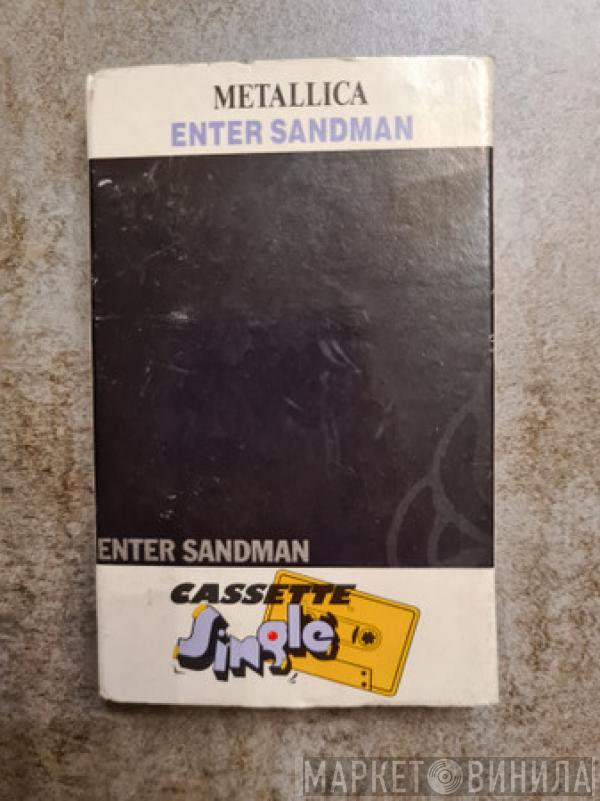 METALLICA
ENTER SANDMAN
ENTER SANDMAN
CASSETTE
Single
МАРКЕТ ВИНИЛА